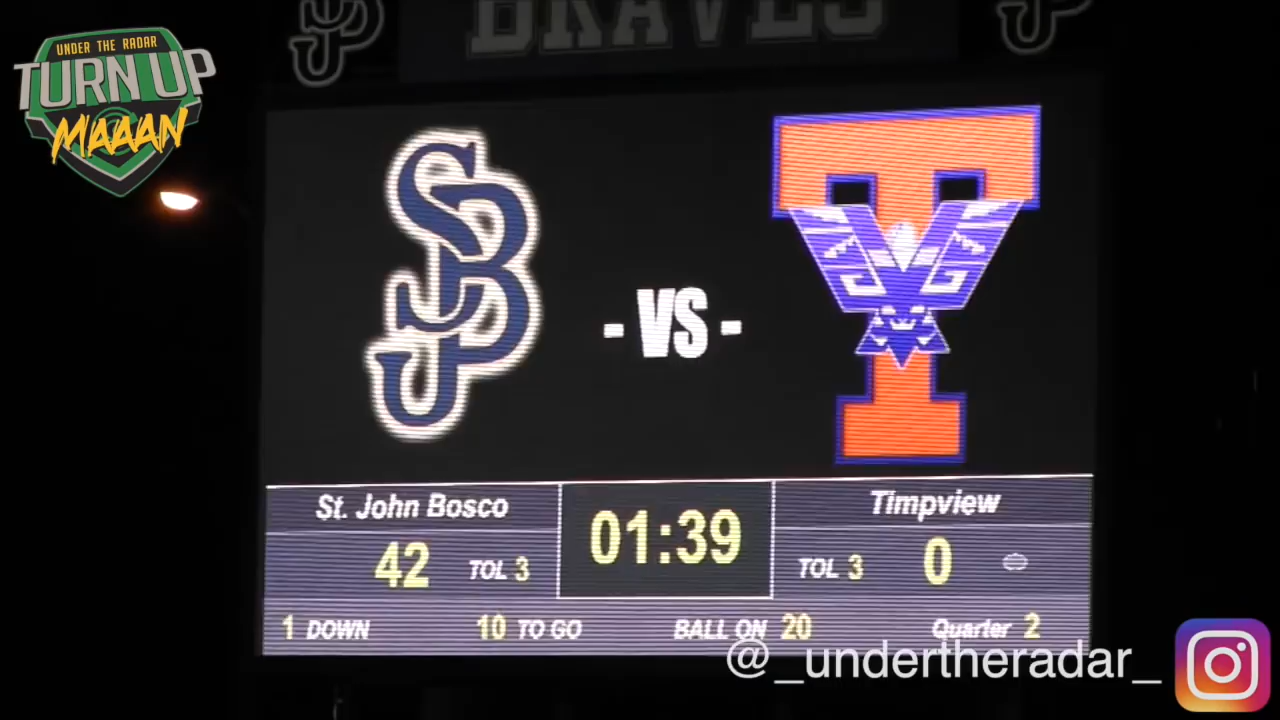 UNDER THE RADAR
TURN UP
MAAAN
BRAVES
SJB
- VS -
T
St. John Bosco
42 TOL 3
01:39
Timpview
TOL 3 0
1 DOWN 10 TO GO BALL ON 20 Quarter 2
@_undertheradar_